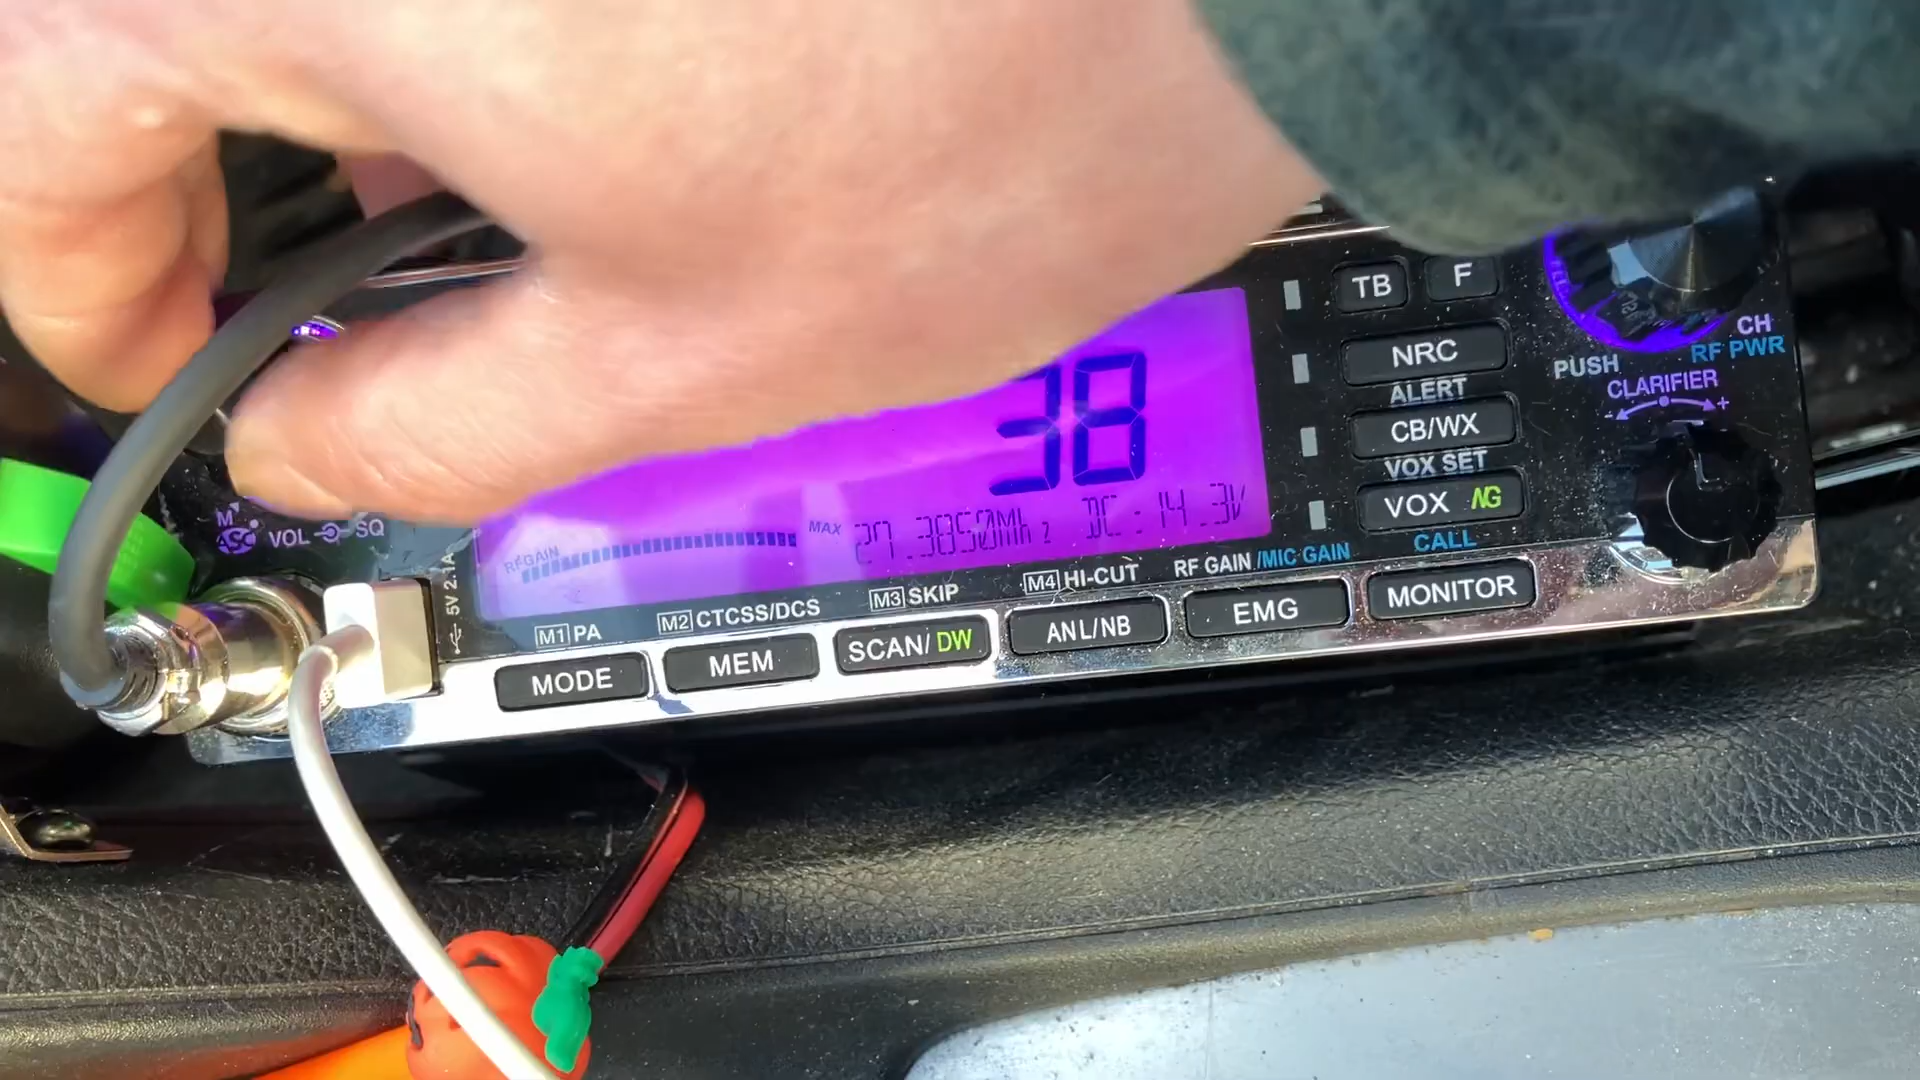 TB
F
NRC
ALERT
CB/WX
VOX SET
VOX NG
CALL
MONITOR
CH
RF PWR
PUSH
CLARIFIER
- +
38
RF GAIN
MAX
27.3850Mhz DC:14.3V
M
ASC
VOL SQ
5V 2.1A
M1 PA
M2 CTCSS/DCS
M3 SKIP
M4 HI-CUT
RF GAIN/MIC GAIN
MODE
MEM
SCAN/DW
ANL/NB
EMG